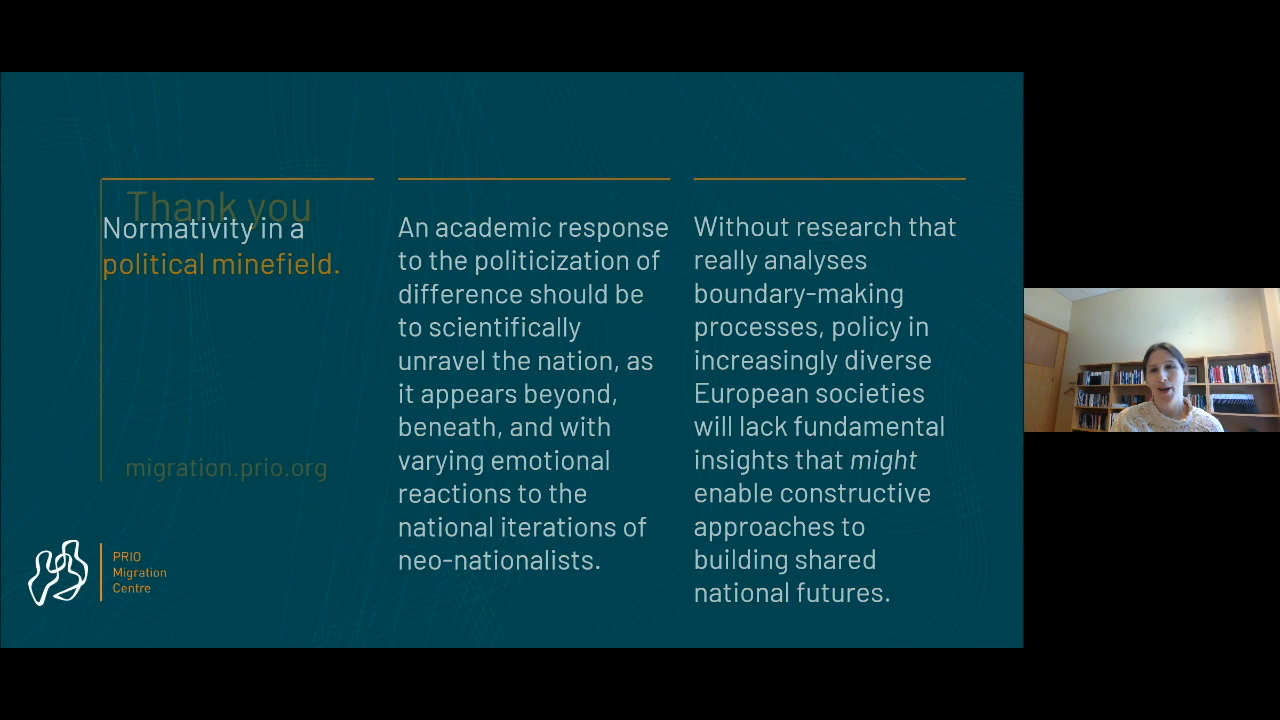 Thank you
Normativity in a
political minefield.
migration.prio.org
An academic response
to the politicization of
difference should be
to scientifically
unravel the nation, as
it appears beyond,
beneath, and with
varying emotional
reactions to the
national iterations of
neo-nationalists.
Without research that
really analyses
boundary-making
processes, policy in
increasingly diverse
European societies
will lack fundamental
insights that might
enable constructive
approaches to
building shared
national futures.
PRIO
Migration
Centre